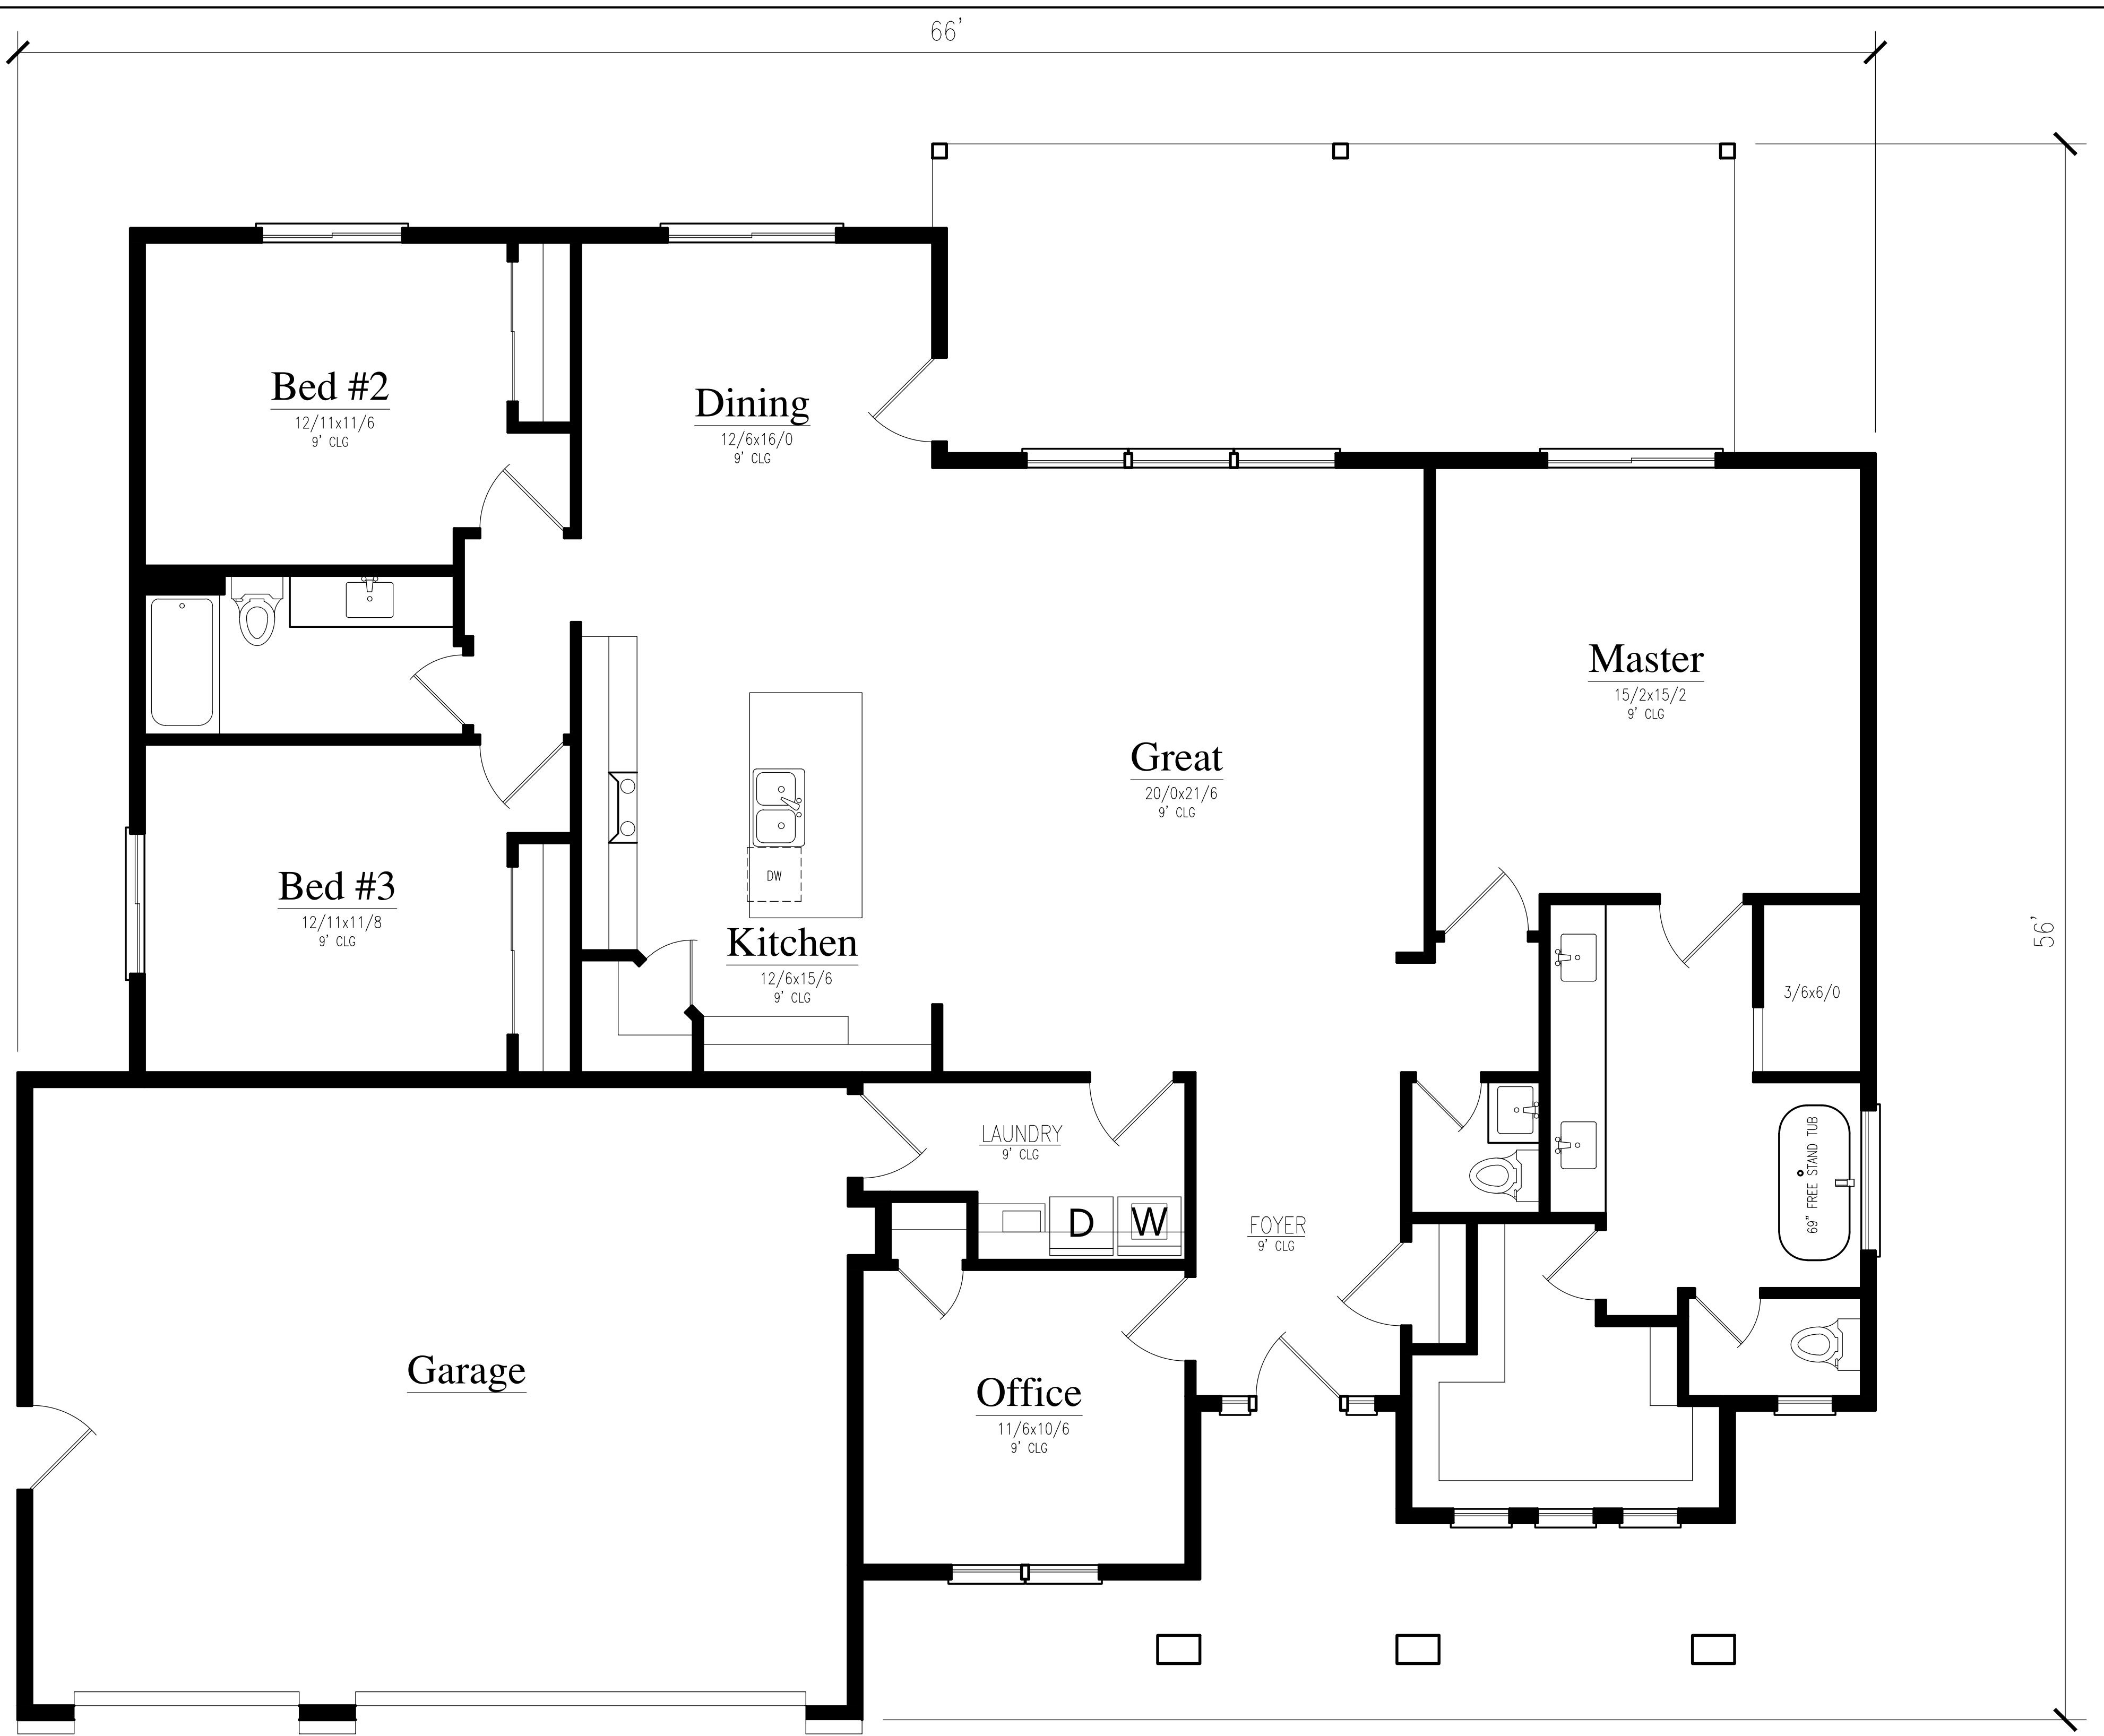 66'
Bed #2
12/11x11/6
9' CLG
Dining
12/6x16/0
9' CLG
Master
15/2x15/2
9' CLG
Great
20/0x21/6
9' CLG
DW
Bed #3
12/11x11/8
9' CLG
Kitchen
12/6x15/6
9' CLG
56'
3/6x6/0
LAUNDRY
9' CLG
69" FREE STAND TUB
D
W
FOYER
9' CLG
Garage
Office
11/6x10/6
9' CLG